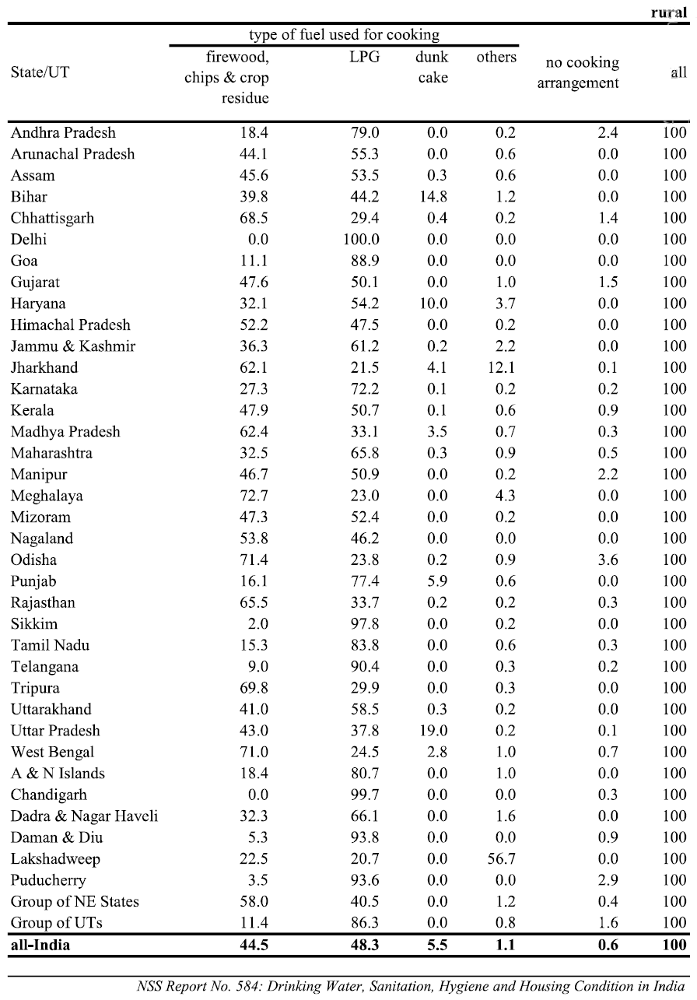 rural
type of fuel used for cooking
State/UT firewood, chips & crop residue LPG dunk cake others no cooking arrangement all
Andhra Pradesh 18.4 79.0 0.0 0.2 2.4 100
Arunachal Pradesh 44.1 55.3 0.0 0.6 0.0 100
Assam 45.6 53.5 0.3 0.6 0.0 100
Bihar 39.8 44.2 14.8 1.2 0.0 100
Chhattisgarh 68.5 29.4 0.4 0.2 1.4 100
Delhi 0.0 100.0 0.0 0.0 0.0 100
Goa 11.1 88.9 0.0 0.0 0.0 100
Gujarat 47.6 50.1 0.0 1.0 1.5 100
Haryana 32.1 54.2 10.0 3.7 0.0 100
Himachal Pradesh 52.2 47.5 0.0 0.2 0.0 100
Jammu & Kashmir 36.3 61.2 0.2 2.2 0.0 100
Jharkhand 62.1 21.5 4.1 12.1 0.1 100
Karnataka 27.3 72.2 0.1 0.2 0.2 100
Kerala 47.9 50.7 0.1 0.6 0.9 100
Madhya Pradesh 62.4 33.1 3.5 0.7 0.3 100
Maharashtra 32.5 65.8 0.3 0.9 0.5 100
Manipur 46.7 50.9 0.0 0.2 2.2 100
Meghalaya 72.7 23.0 0.0 4.3 0.0 100
Mizoram 47.3 52.4 0.0 0.2 0.0 100
Nagaland 53.8 46.2 0.0 0.0 0.0 100
Odisha 71.4 23.8 0.2 0.9 3.6 100
Punjab 16.1 77.4 5.9 0.6 0.0 100
Rajasthan 65.5 33.7 0.2 0.2 0.3 100
Sikkim 2.0 97.8 0.0 0.2 0.0 100
Tamil Nadu 15.3 83.8 0.0 0.6 0.3 100
Telangana 9.0 90.4 0.0 0.3 0.2 100
Tripura 69.8 29.9 0.0 0.3 0.0 100
Uttarakhand 41.0 58.5 0.3 0.2 0.0 100
Uttar Pradesh 43.0 37.8 19.0 0.2 0.1 100
West Bengal 71.0 24.5 2.8 1.0 0.7 100
A & N Islands 18.4 80.7 0.0 1.0 0.0 100
Chandigarh 0.0 99.7 0.0 0.0 0.3 100
Dadra & Nagar Haveli 32.3 66.1 0.0 1.6 0.0 100
Daman & Diu 5.3 93.8 0.0 0.0 0.9 100
Lakshadweep 22.5 20.7 0.0 56.7 0.0 100
Puducherry 3.5 93.6 0.0 0.0 2.9 100
Group of NE States 58.0 40.5 0.0 1.2 0.4 100
Group of UTs 11.4 86.3 0.0 0.8 1.6 100
all-India 44.5 48.3 5.5 1.1 0.6 100
NSS Report No. 584: Drinking Water, Sanitation, Hygiene and Housing Condition in India